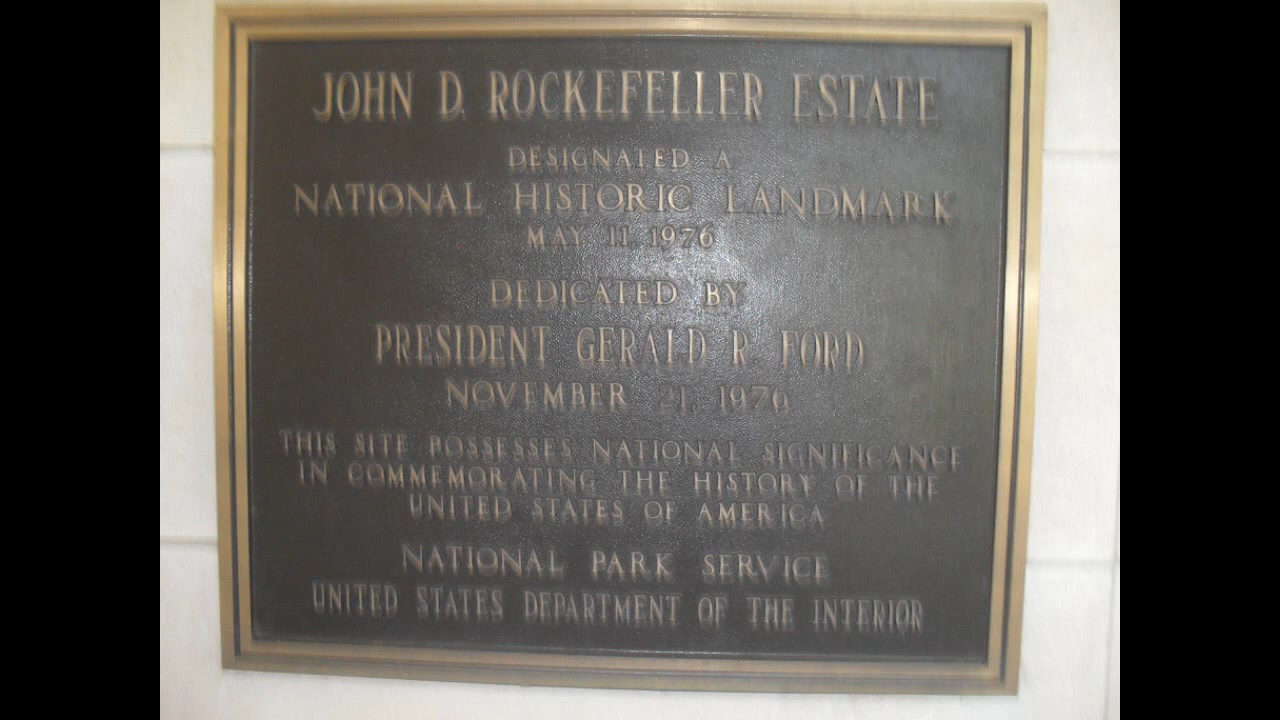 JOHN D. ROCKEFELLER ESTATE
DESIGNATED A
NATIONAL HISTORIC LANDMARK
MAY 11, 1976
DEDICATED BY
PRESIDENT GERALD R. FORD
NOVEMBER 21, 1976
THIS SITE POSSESSES NATIONAL SIGNIFICANCE
IN COMMEMORATING THE HISTORY OF THE
UNITED STATES OF AMERICA
NATIONAL PARK SERVICE
UNITED STATES DEPARTMENT OF THE INTERIOR